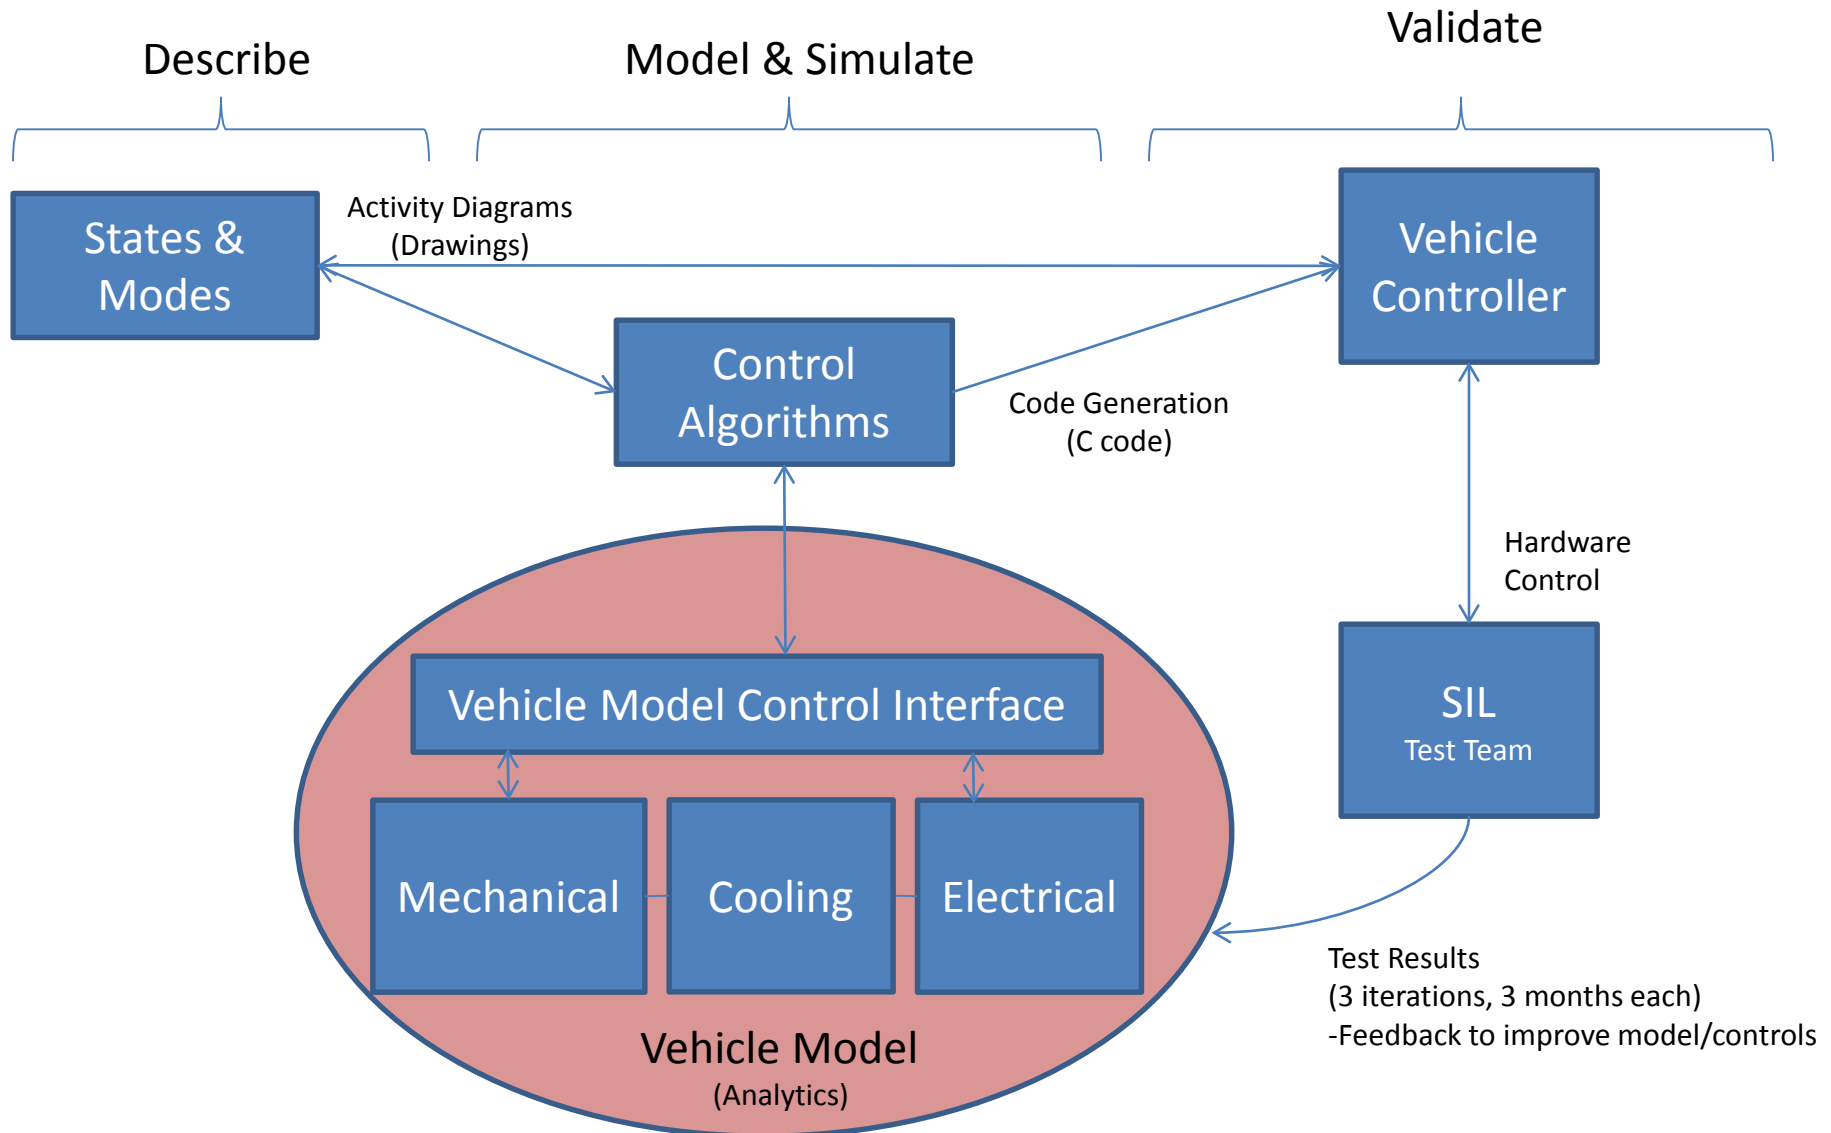 Describe
Model & Simulate
Validate
States &
Modes
Activity Diagrams
(Drawings)
Vehicle
Controller
Control
Algorithms
Code Generation
(C code)
Hardware
Control
Vehicle Model Control Interface
SIL
Test Team
Mechanical
Cooling
Electrical
Test Results
(3 iterations, 3 months each)
-Feedback to improve model/controls
Vehicle Model
(Analytics)